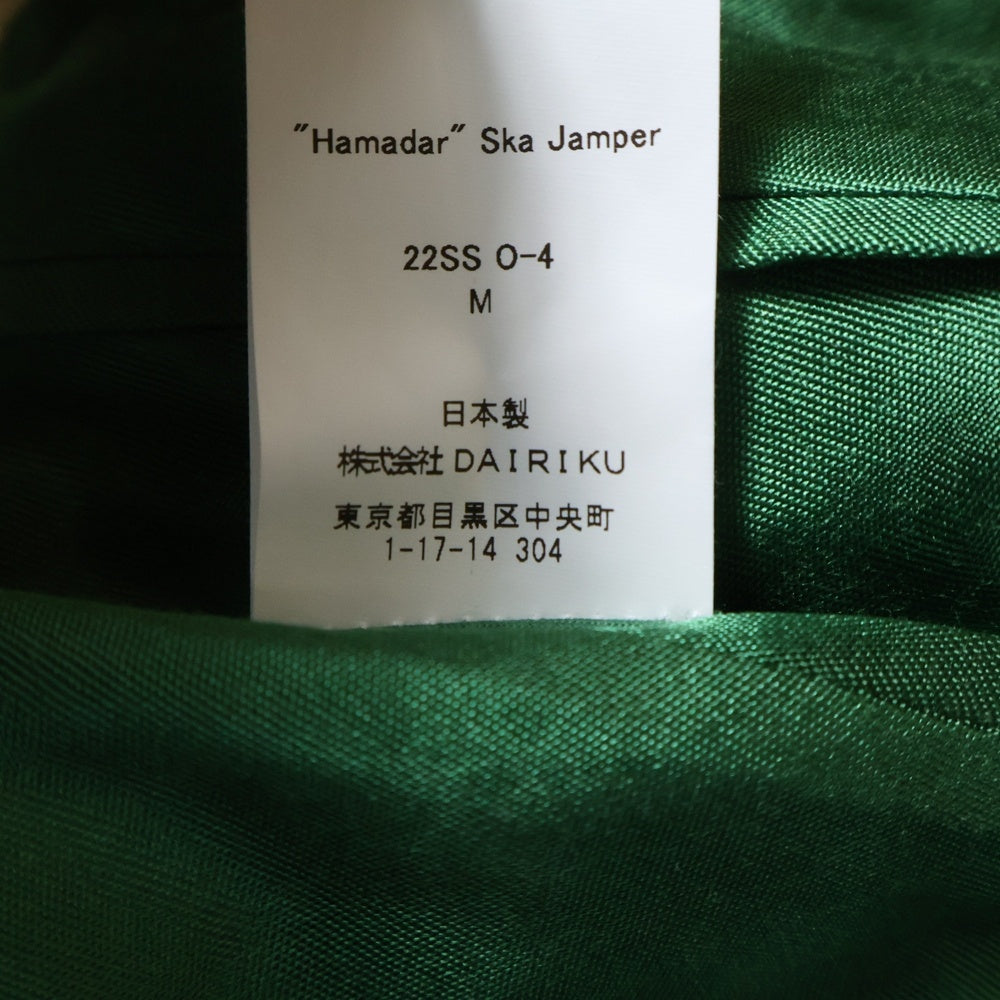 "Hamadar" Ska Jamper
22SS O-4
M
日本製
株式会社 DAIRIKU
東京都目黒区中央町
1-17-14 304